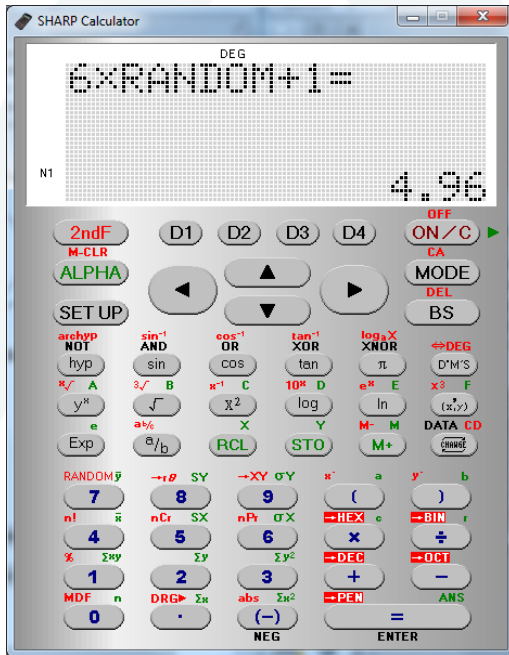 SHARP Calculator
DEG
6×RANDOM+1=
N1
4.96
OFF
2ndF D1 D2 D3 D4 ON/C
M-CLR CA
ALPHA MODE
DEL
SET UP BS
archyp sin⁻¹ cos⁻¹ tan⁻¹ logₐX
NOT AND OR XOR XNOR ⇔DEG
hyp sin cos tan π D°M'S
ˣ√ A ³√ B x⁻¹ C 10ˣ D eˣ E x³ F
yˣ √ X² log ln (x,y)
e aᵇ/c X Y M- M DATA CD
Exp a/b RCL STO M+ CHANGE
RANDOM ȳ →rθ SY →XY σY x´ a y´ b
7 8 9 ( )
n! x̄ nCr SX nPr σX →HEX c →BIN r
4 5 6 × ÷
% Σxy Σy Σy² →DEC →OCT
1 2 3 + −
MDF n DRG► Σx abs Σx² →PEN ANS
0 · (−) =
NEG ENTER